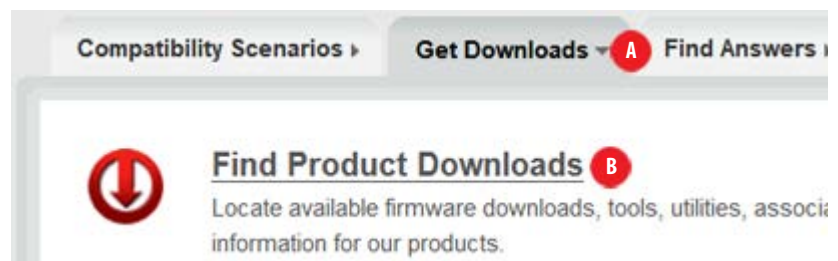 Compatibility Scenarios Get Downloads A Find Answers
Find Product Downloads B
Locate available firmware downloads, tools, utilities, associa
information for our products.